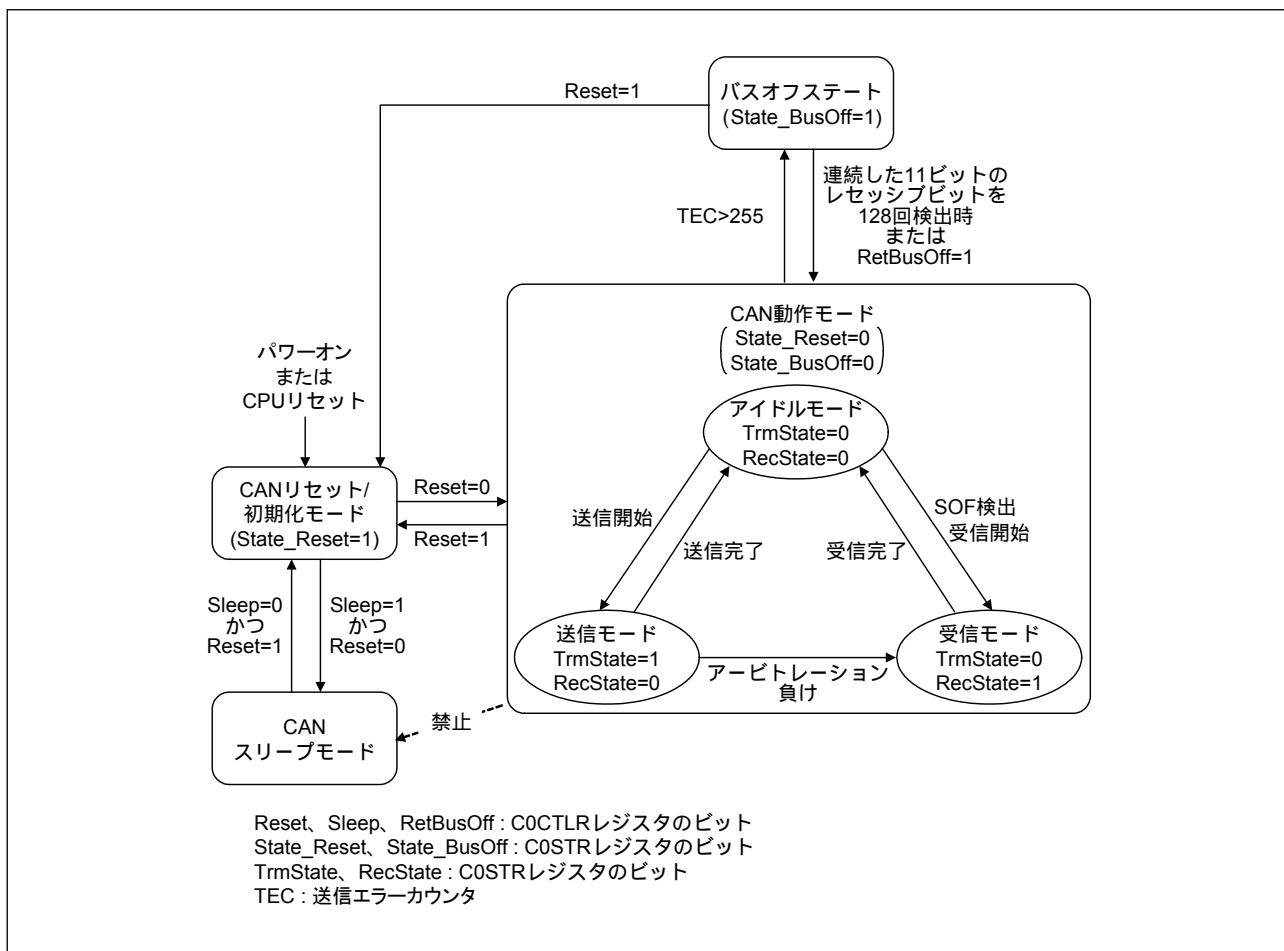 バスオフステート
(State_BusOff=1)
Reset=1
連続した11ビットの
レセッシブビットを
128回検出時
または
RetBusOff=1
TEC>255
CAN動作モード
State_Reset=0
State_BusOff=0
パワーオン
または
CPUリセット
アイドルモード
TrmState=0
RecState=0
CANリセット/
初期化モード
(State_Reset=1)
Reset=0
Reset=1
送信開始
送信完了
受信完了
SOF検出
受信開始
Sleep=0
かつ
Reset=1
Sleep=1
かつ
Reset=0
送信モード
TrmState=1
RecState=0
アービトレーション
負け
受信モード
TrmState=0
RecState=1
CAN
スリープモード
禁止
Reset、Sleep、RetBusOff : C0CTLRレジスタのビット
State_Reset、State_BusOff : C0STRレジスタのビット
TrmState、RecState : C0STRレジスタのビット
TEC : 送信エラーカウンタ